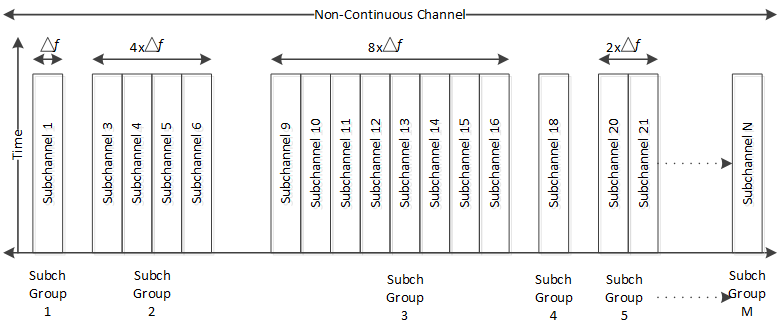 Non-Continuous Channel
△f
4x△f
8x△f
2x△f
Time
Subchannel 1
Subchannel 3
Subchannel 4
Subchannel 5
Subchannel 6
Subchannel 9
Subchannel 10
Subchannel 11
Subchannel 12
Subchannel 13
Subchannel 14
Subchannel 15
Subchannel 16
Subchannel 18
Subchannel 20
Subchannel 21
Subchannel N
Subch
Group
1
Subch
Group
2
Subch
Group
3
Subch
Group
4
Subch
Group
5
Subch
Group
M